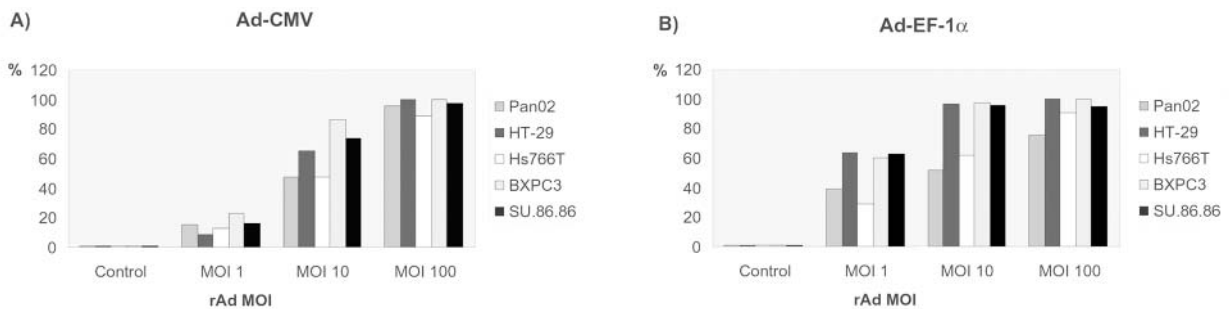 A)
Ad-CMV
%
120
100
80
60
40
20
0
Control
MOI 1
MOI 10
MOI 100
rAd MOI
Pan02
HT-29
Hs766T
BXPC3
SU.86.86
B)
Ad-EF-1α
%
120
100
80
60
40
20
0
Control
MOI 1
MOI 10
MOI 100
rAd MOI
Pan02
HT-29
Hs766T
BXPC3
SU.86.86